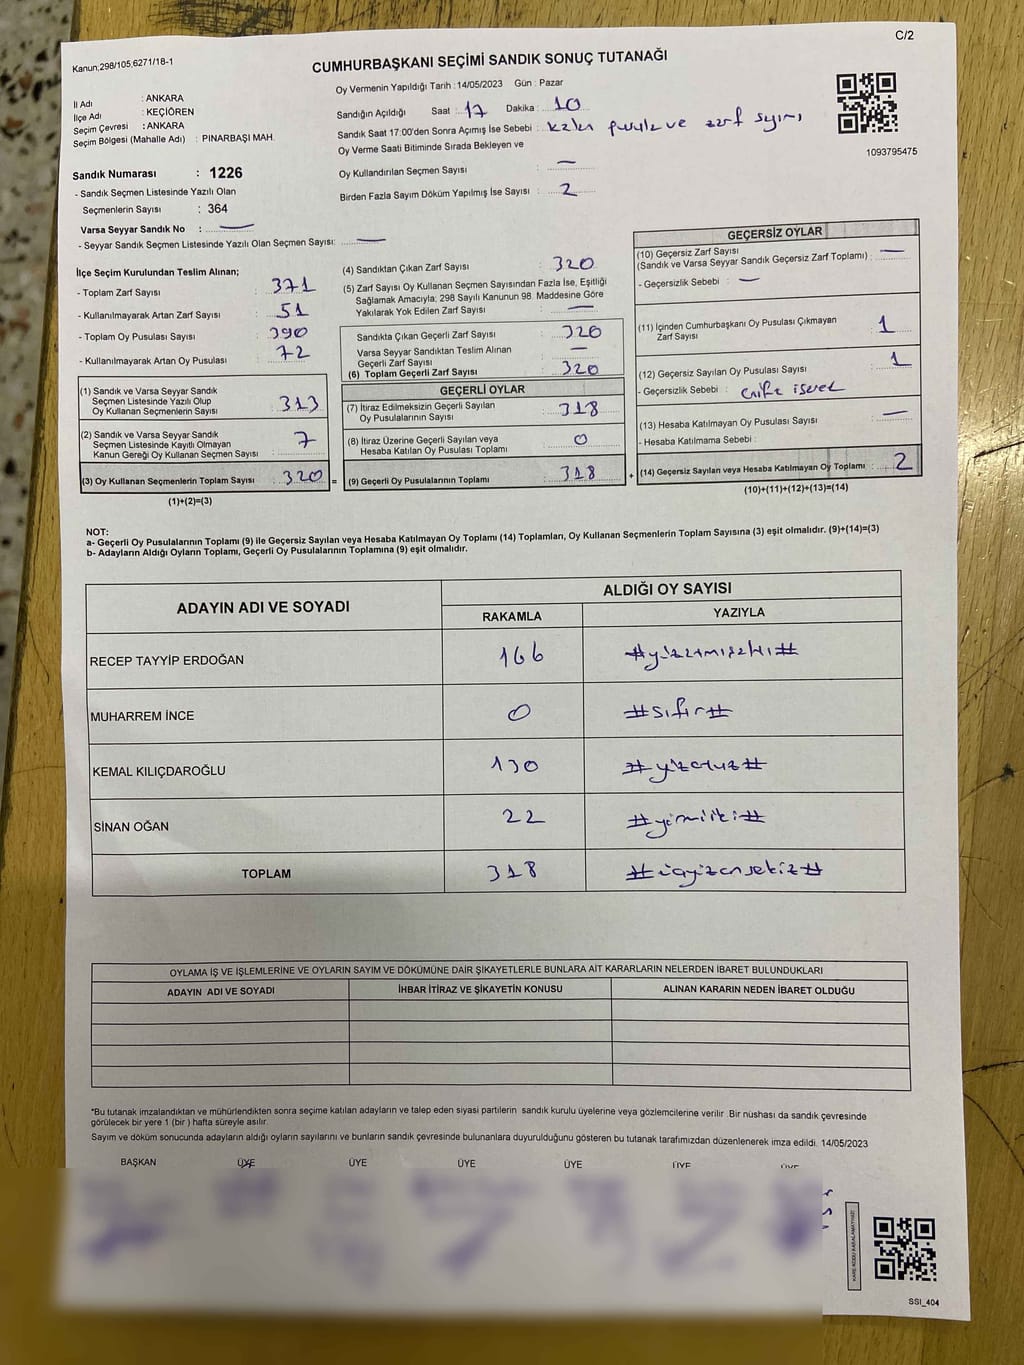 C/2
Kanun;298/105,6271/18-1
CUMHURBAŞKANI SEÇİMİ SANDIK SONUÇ TUTANAĞI
Oy Vermenin Yapıldığı Tarih :14/05/2023 Gün : Pazar
İl Adı : ANKARA
İlçe Adı : KEÇİÖREN
Seçim Çevresi : ANKARA
Seçim Bölgesi (Mahalle Adı) : PINARBAŞI MAH.
Sandığın Açıldığı Saat : 17 Dakika : 10
Sandık Saat 17:00'den Sonra Açımış İse Sebebi : kalan pusula ve zarf sayımı
Oy Verme Saati Bitiminde Sırada Bekleyen ve
Oy Kullandırılan Seçmen Sayısı : —
Birden Fazla Sayım Döküm Yapılmış İse Sayısı : 2
1093795475
Sandık Numarası : 1226
- Sandık Seçmen Listesinde Yazılı Olan
Seçmenlerin Sayısı : 364
Varsa Seyyar Sandık No : —
- Seyyar Sandık Seçmen Listesinde Yazılı Olan Seçmen Sayısı: —
İlçe Seçim Kurulundan Teslim Alınan;
- Toplam Zarf Sayısı : 371
- Kullanılmayarak Artan Zarf Sayısı : 51
- Toplam Oy Pusulası Sayısı : 390
- Kullanılmayarak Artan Oy Pusulası : 72
(1) Sandık ve Varsa Seyyar Sandık
Seçmen Listesinde Yazılı Olup
Oy Kullanan Seçmenlerin Sayısı : 313
(2) Sandık ve Varsa Seyyar Sandık
Seçmen Listesinde Kayıtlı Olmayan
Kanun Gereği Oy Kullanan Seçmen Sayısı : 7
(3) Oy Kullanan Seçmenlerin Toplam Sayısı : 320 =
(1)+(2)=(3)
(4) Sandıktan Çıkan Zarf Sayısı : 320
(5) Zarf Sayısı Oy Kullanan Seçmen Sayısından Fazla İse, Eşitliği
Sağlamak Amacıyla; 298 Sayılı Kanunun 98. Maddesine Göre
Yakılarak Yok Edilen Zarf Sayısı : —
Sandıkta Çıkan Geçerli Zarf Sayısı : 320
Varsa Seyyar Sandıktan Teslim Alınan
Geçerli Zarf Sayısı : —
(6) Toplam Geçerli Zarf Sayısı : 320
GEÇERLİ OYLAR
(7) İtiraz Edilmeksizin Geçerli Sayılan
Oy Pusulalarının Sayısı : 318
(8) İtiraz Üzerine Geçerli Sayılan veya
Hesaba Katılan Oy Pusulası Toplamı : 0
(9) Geçerli Oy Pusulalarının Toplamı : 318 +
GEÇERSİZ OYLAR
(10) Geçersiz Zarf Sayısı
(Sandık ve Varsa Seyyar Sandık Geçersiz Zarf Toplamı) : —
- Geçersizlik Sebebi : —
(11) İçinden Cumhurbaşkanı Oy Pusulası Çıkmayan
Zarf Sayısı : 1
(12) Geçersiz Sayılan Oy Pusulası Sayısı : 1
- Geçersizlik Sebebi :
(13) Hesaba Katılmayan Oy Pusulası Sayısı : —
- Hesaba Katılmama Sebebi :
(14) Geçersiz Sayılan veya Hesaba Katılmayan Oy Toplamı : 2
(10)+(11)+(12)+(13)=(14)
NOT:
a- Geçerli Oy Pusulalarının Toplamı (9) ile Geçersiz Sayılan veya Hesaba Katılmayan Oy Toplamı (14) Toplamları, Oy Kullanan Seçmenlerin Toplam Sayısına (3) eşit olmalıdır. (9)+(14)=(3)
b- Adayların Aldığı Oyların Toplamı, Geçerli Oy Pusulalarının Toplamına (9) eşit olmalıdır.
ADAYIN ADI VE SOYADI ALDIĞI OY SAYISI
RAKAMLA YAZIYLA
RECEP TAYYİP ERDOĞAN 166 #yüzatmışaltı#
MUHARREM İNCE 0 #sıfır#
KEMAL KILIÇDAROĞLU 130 #yüzotuz#
SİNAN OĞAN 22 #yirmiiki#
TOPLAM 318 #üçyüzonsekiz#
OYLAMA İŞ VE İŞLEMLERİNE VE OYLARIN SAYIM VE DÖKÜMÜNE DAİR ŞİKAYETLERLE BUNLARA AİT KARARLARIN NELERDEN İBARET BULUNDUKLARI
ADAYIN ADI VE SOYADI İHBAR İTİRAZ VE ŞİKAYETİN KONUSU ALINAN KARARIN NEDEN İBARET OLDUĞU
*Bu tutanak imzalandıktan ve mühürlendikten sonra seçime katılan adayların ve talep eden siyasi partilerin sandık kurulu üyelerine veya gözlemcilerine verilir. Bir nüshası da sandık çevresinde
görülecek bir yere 1 (bir ) hafta süreyle asılır.
Sayım ve döküm sonucunda adayların aldığı oyların sayılarını ve bunların sandık çevresinde bulunanlara duyurulduğunu gösteren bu tutanak tarafımızdan düzenlenerek imza edildi. 14/05/2023
BAŞKAN ÜYE ÜYE ÜYE ÜYE ÜYE ÜYE
KARE KODU KARALAMAYINIZ!
SSI_404